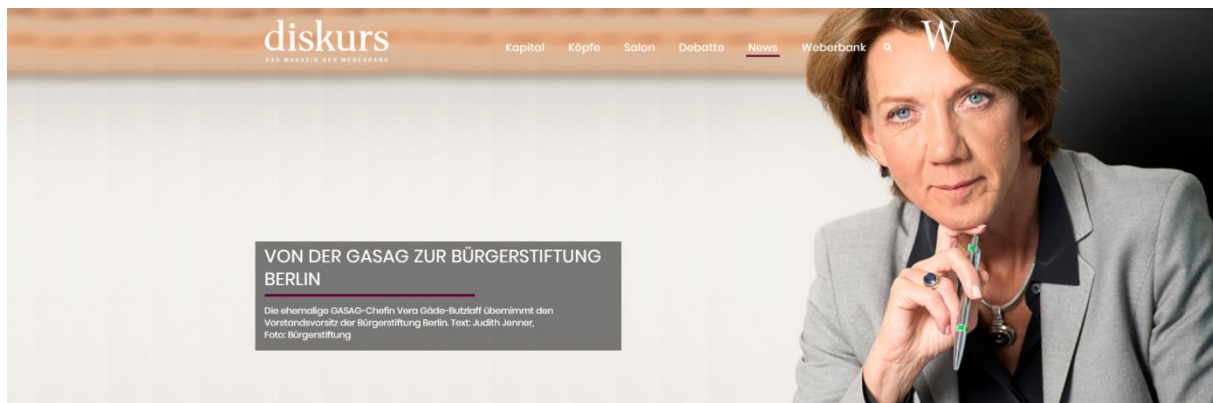 diskurs
DAS MAGAZIN DER WEBERBANK
Kapital Köpfe Salon Debatte News Weberbank
W
VON DER GASAG ZUR BÜRGERSTIFTUNG
BERLIN
Die ehemalige GASAG-Chefin Vera Gäde-Butzlaff übernimmt den
Vorstandsvorsitz der Bürgerstiftung Berlin. Text: Judith Jenner,
Foto: Bürgerstiftung